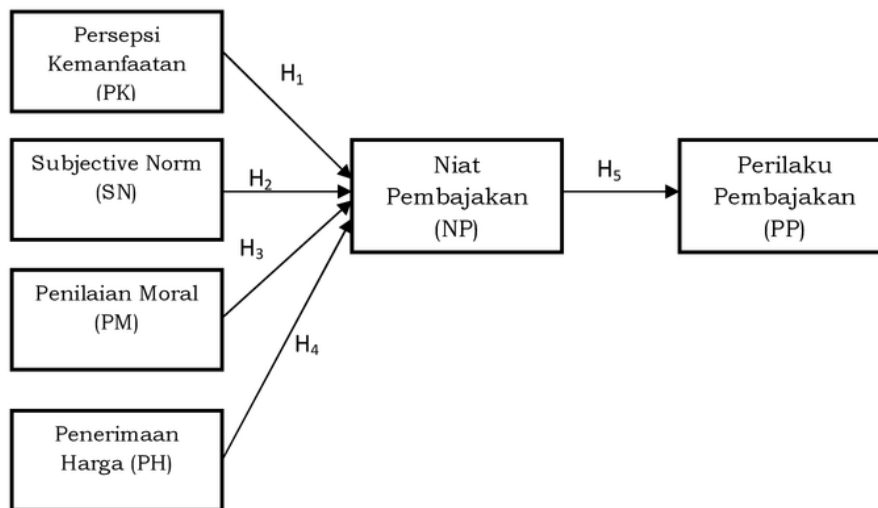 Persepsi
Kemanfaatan
(PK)
H₁
Subjective Norm
(SN)
H₂
Niat
Pembajakan
(NP)
H₅
Perilaku
Pembajakan
(PP)
H₃
Penilaian Moral
(PM)
H₄
Penerimaan
Harga (PH)